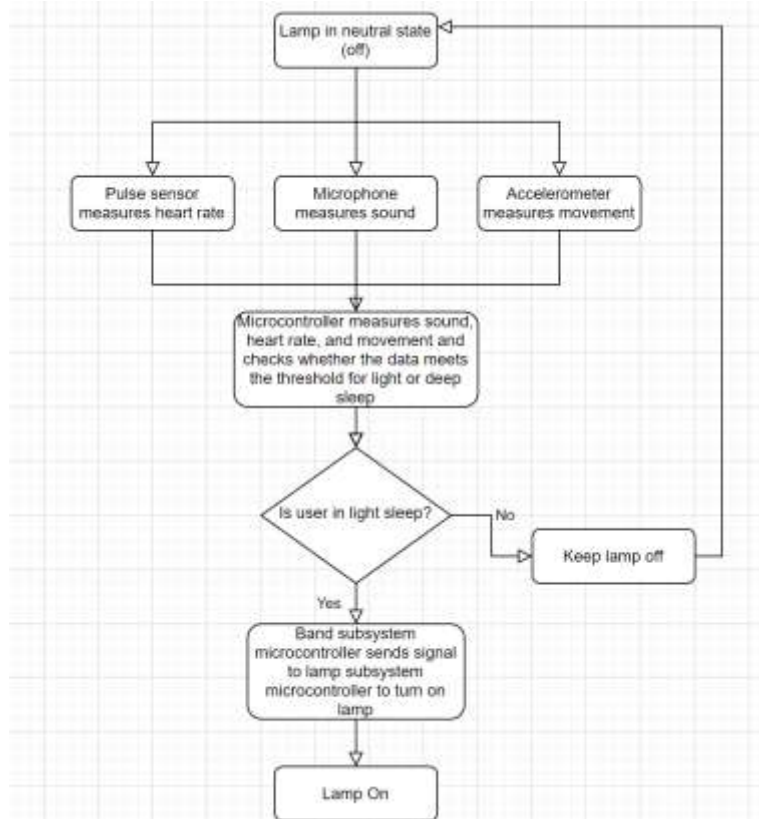 Lamp in neutral state
(off)
Pulse sensor
measures heart rate
Microphone
measures sound
Accelerometer
measures movement
Microcontroller measures sound,
heart rate, and movement and
checks whether the data meets
the threshold for light or deep
sleep
Is user in light sleep?
No
Keep lamp off
Yes
Band subsystem
microcontroller sends signal
to lamp subsystem
microcontroller to turn on
lamp
Lamp On